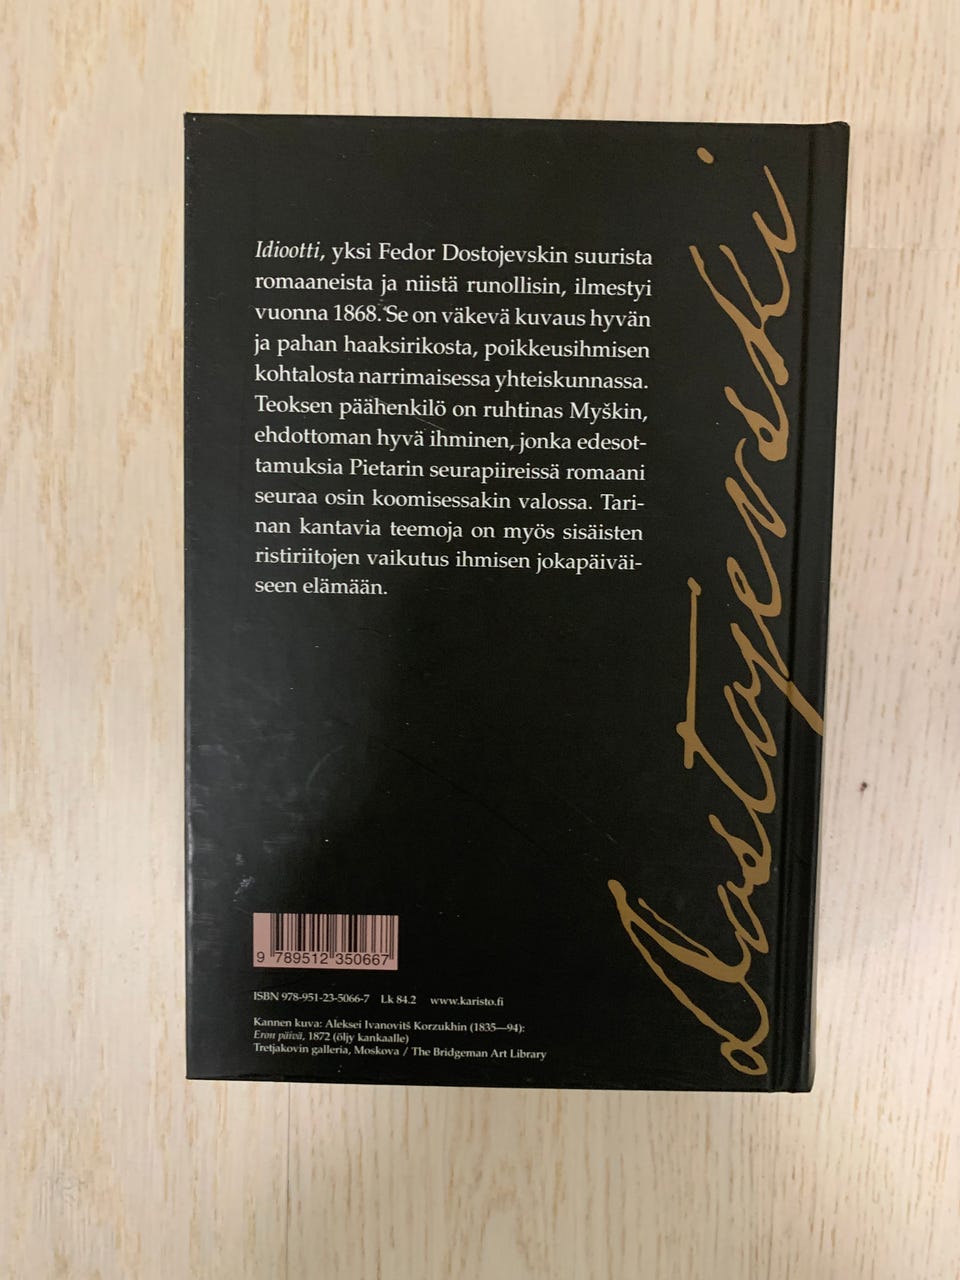 Idiootti, yksi Fedor Dostojevskin suurista
romaaneista ja niistä runollisin, ilmestyi
vuonna 1868. Se on väkevä kuvaus hyvän
ja pahan haaksirikosta, poikkeusihmisen
kohtalosta narrimaisessa yhteiskunnassa.
Teoksen päähenkilö on ruhtinas Myškin,
ehdottoman hyvä ihminen, jonka edesot-
tamuksia Pietarin seurapiireissä romaani
seuraa osin koomisessakin valossa. Tari-
nan kantavia teemoja on myös sisäisten
ristiriitojen vaikutus ihmisen jokapäiväi-
seen elämään.
Dostojevski
9 789512 350667
ISBN 978-951-23-5066-7 Lk 84.2 www.karisto.fi
Kannen kuva: Aleksei Ivanovitš Korzukhin (1835—94):
Eron päivä, 1872 (öljy kankaalle)
Tretjakovin galleria, Moskova / The Bridgeman Art Library